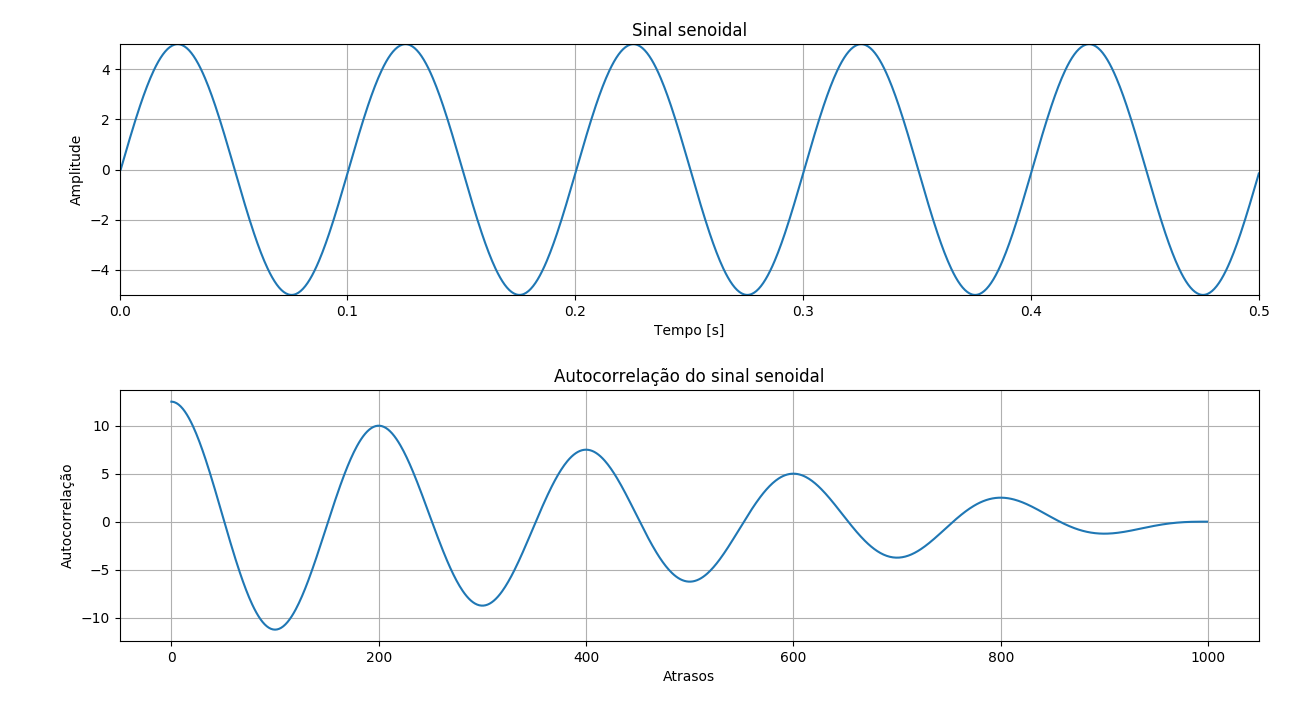 Sinal senoidal
Amplitude
4
2
0
−2
−4
0.0 0.1 0.2 0.3 0.4 0.5
Tempo [s]
Autocorrelação do sinal senoidal
Autocorrelação
10
5
0
−5
−10
0 200 400 600 800 1000
Atrasos